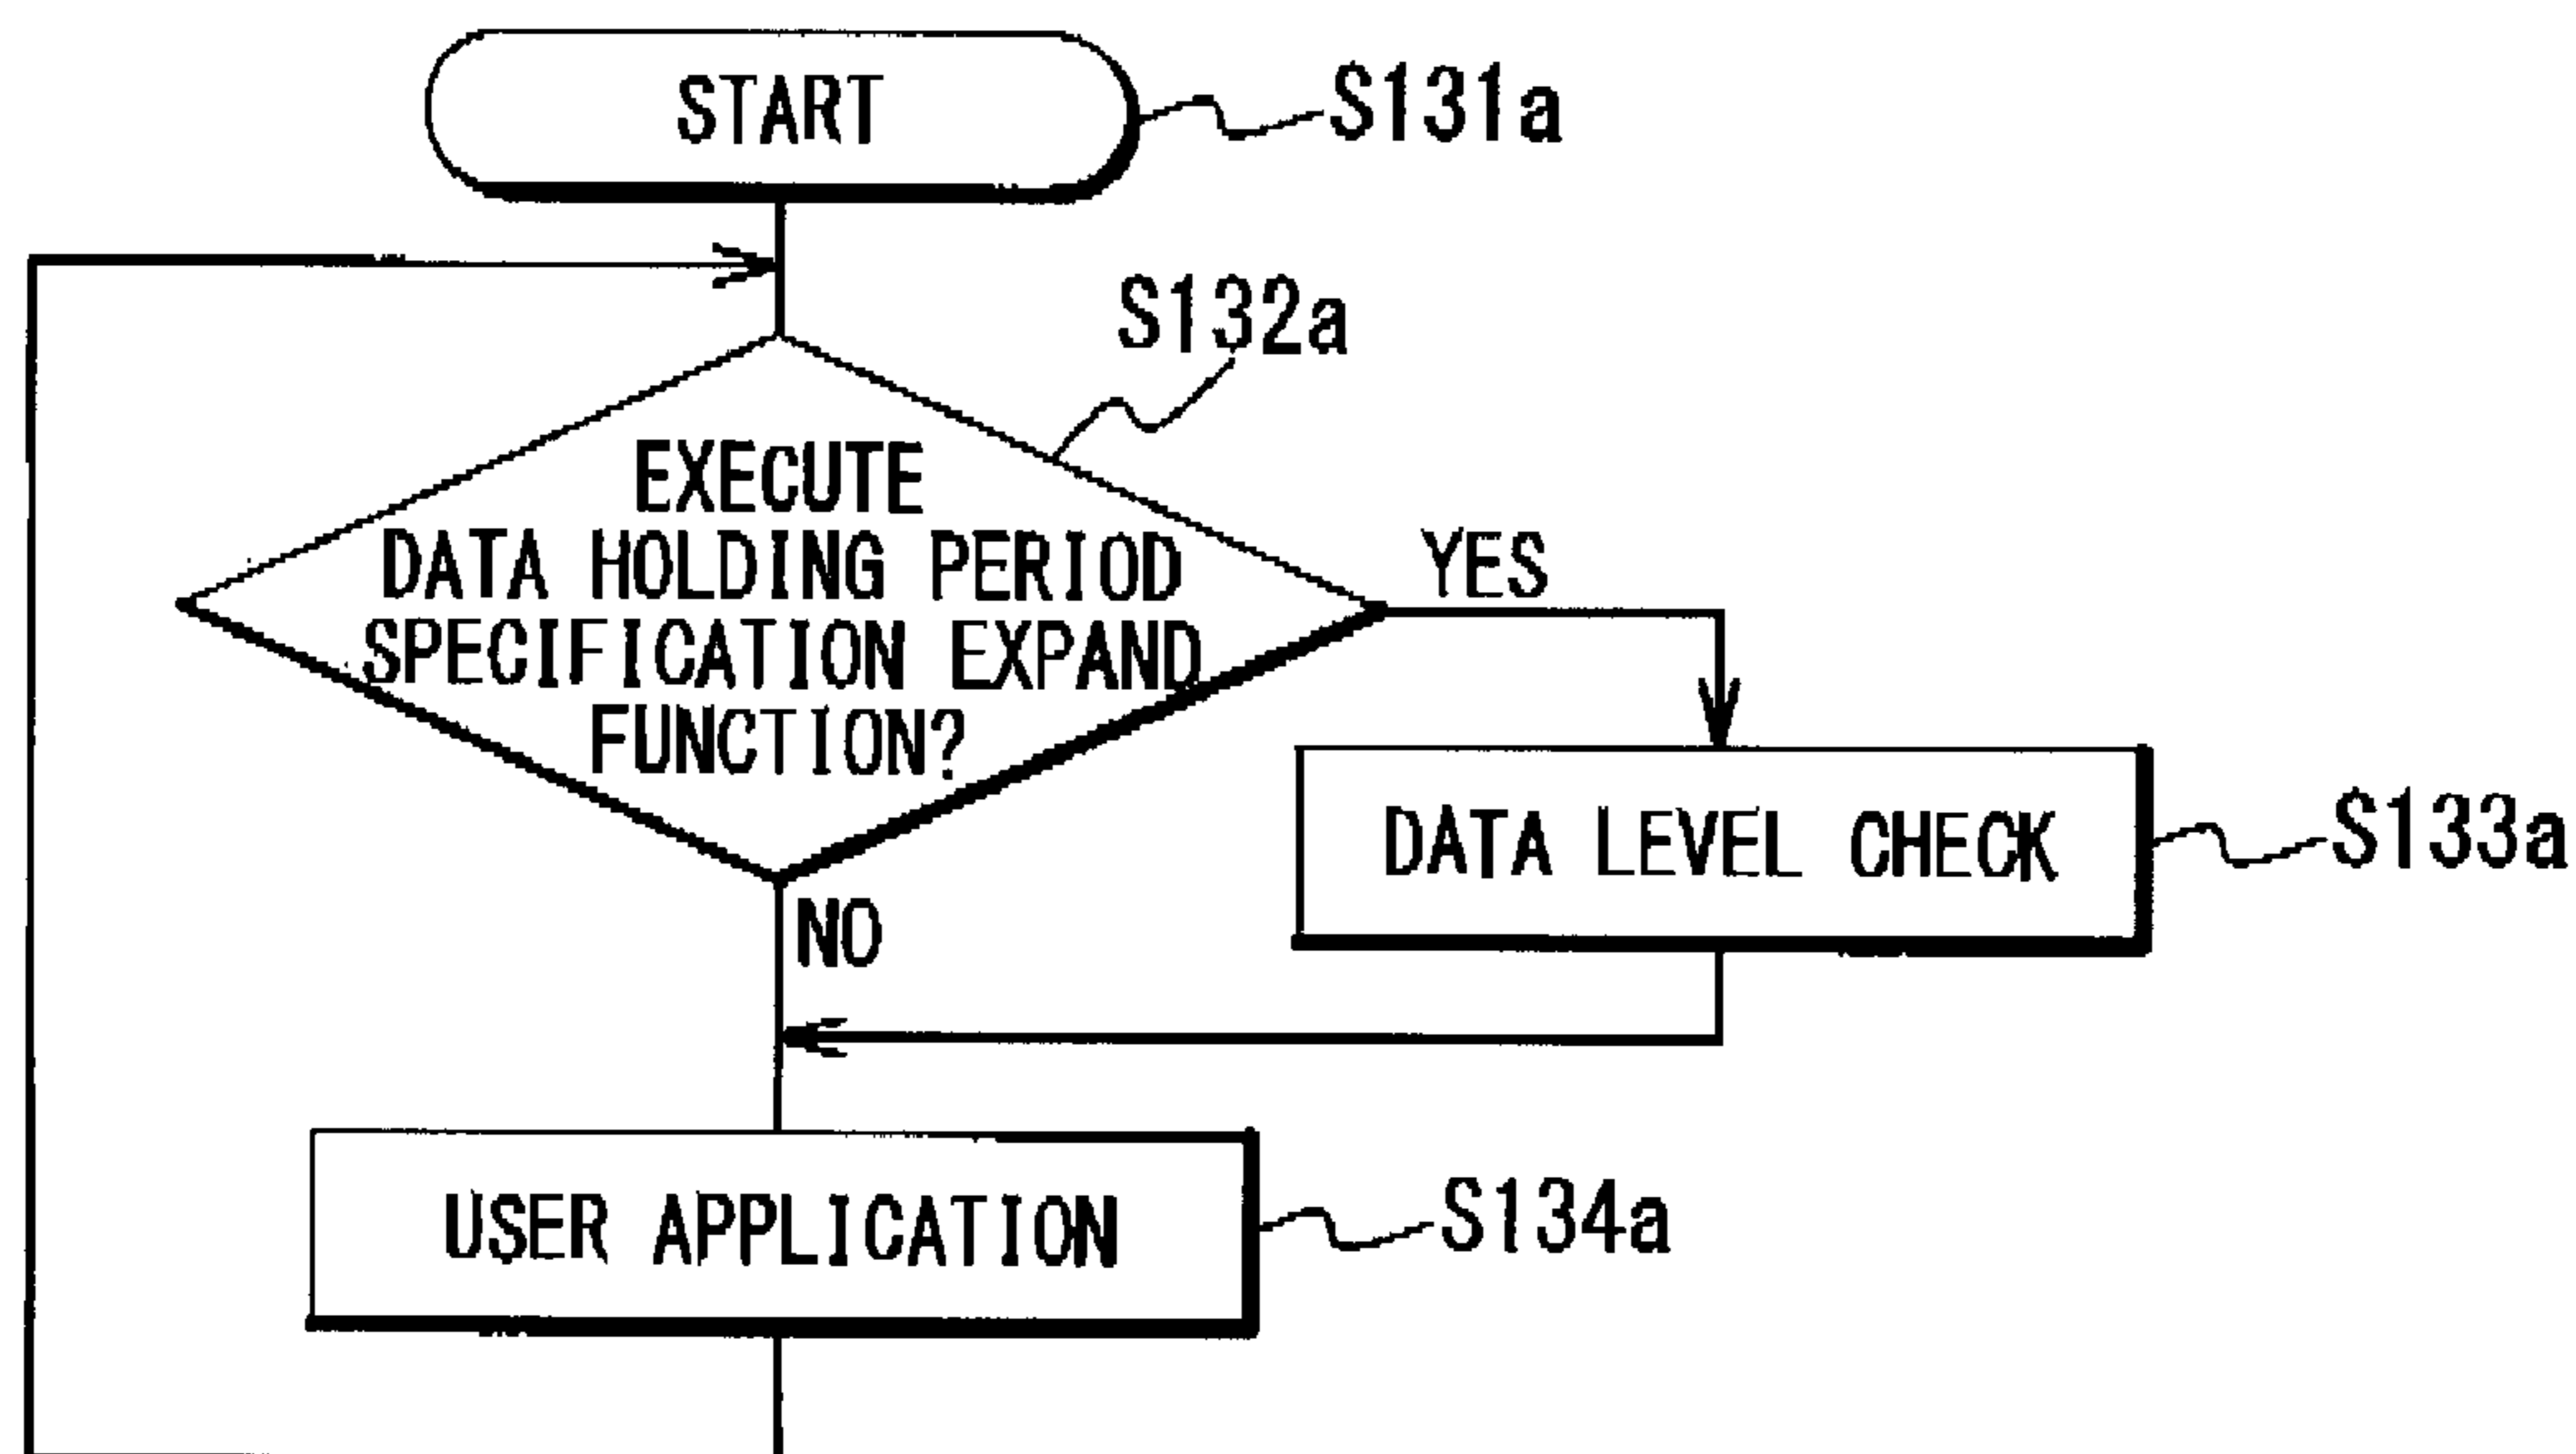 START
S131a
S132a
EXECUTE
DATA HOLDING PERIOD
SPECIFICATION EXPAND
FUNCTION?
YES
DATA LEVEL CHECK
S133a
NO
USER APPLICATION
S134a